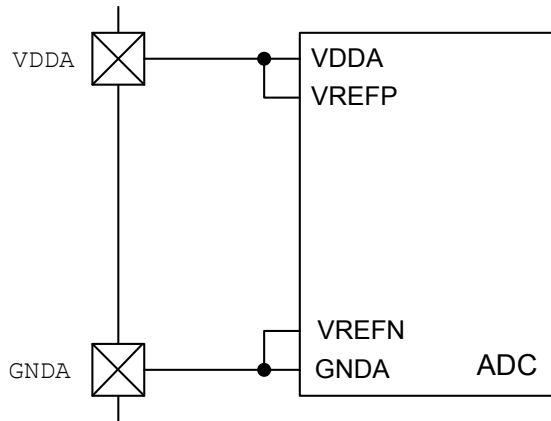 VDDA
VDDA
VREFP
VREFN
GNDA
GNDA
ADC